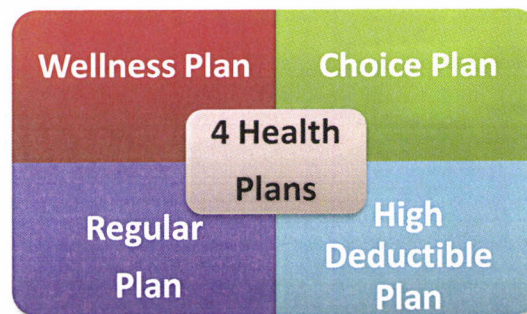 Wellness Plan
Choice Plan
4 Health
Plans
Regular
Plan
High
Deductible
Plan